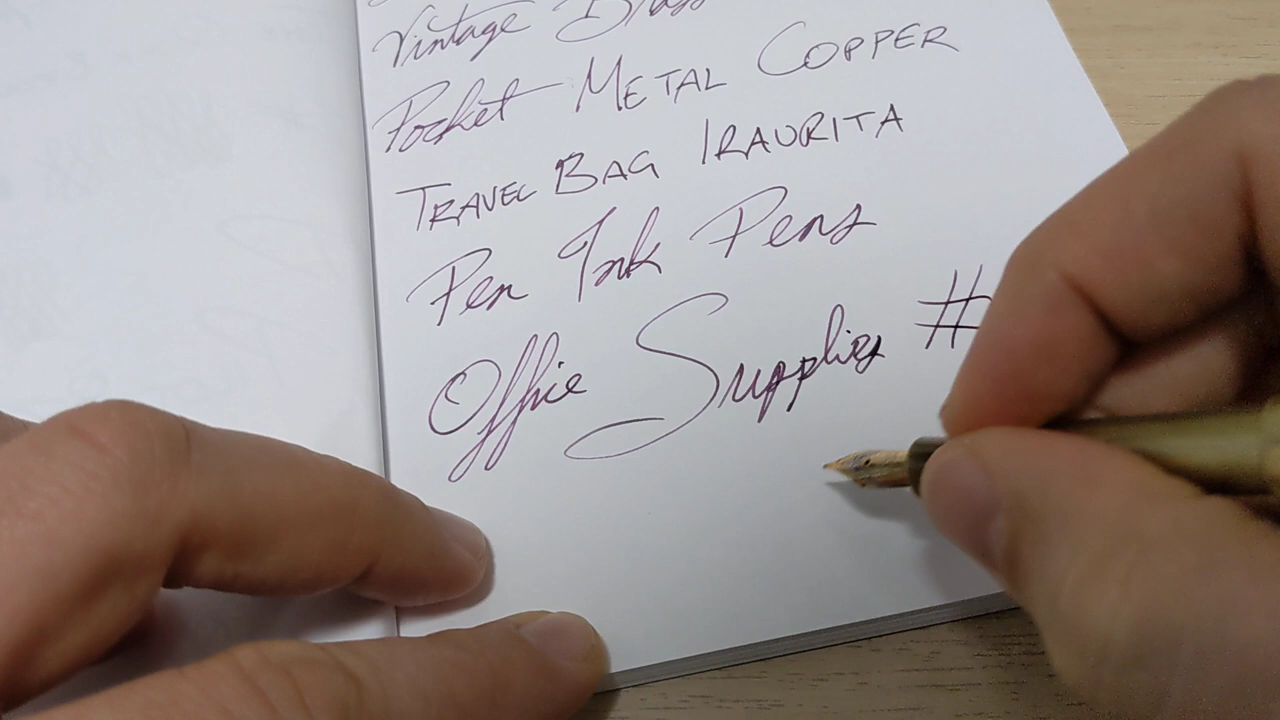 Vintage Brass
Pocket METAL COPPER
TRAVEL BAG IRAURITA
Pen Ink Pens
Office Supplies #